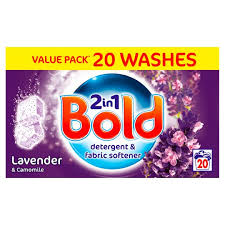 VALUE PACK* 20 WASHES
2in1
Bold
detergent &
fabric softener
Lavender
& Camomile
20*